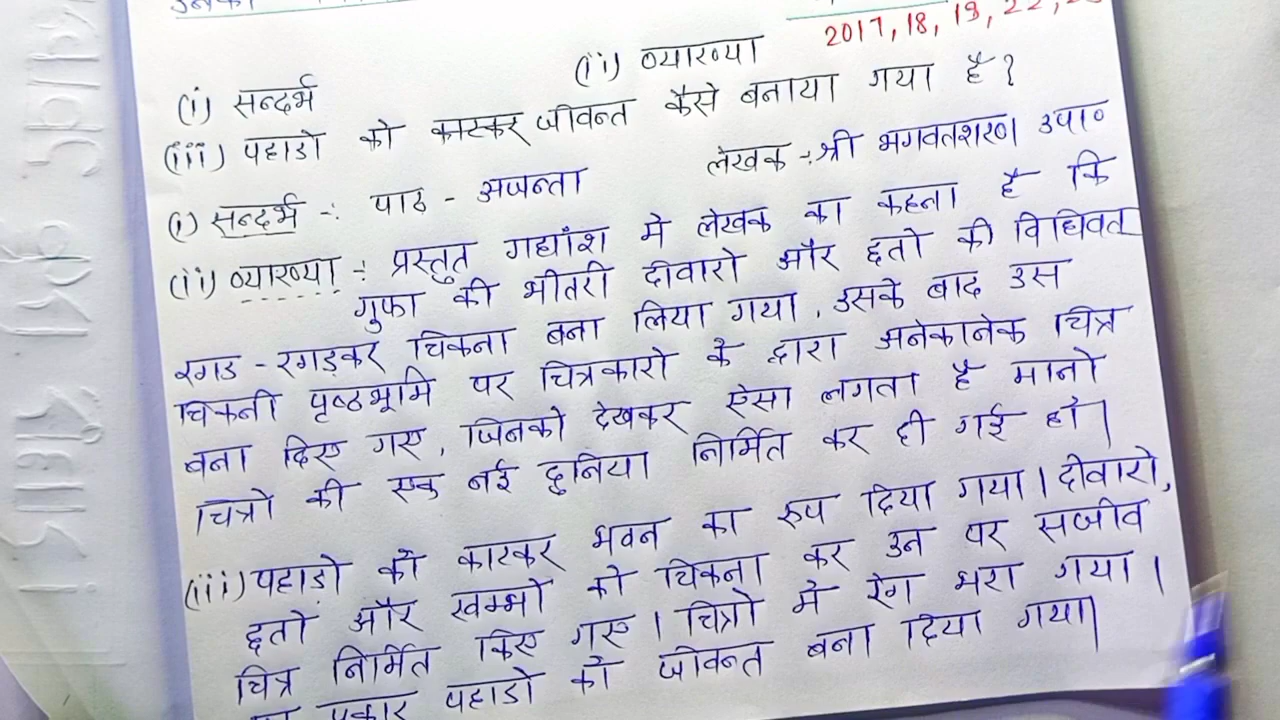 उनका
2017, 18, 19, 22,
(i) सन्दर्भ (ii) व्याख्या
(iii) पहाडो को काटकर जीवन्त कैसे बनाया गया है?
(i) सन्दर्भ -: पाठ - अजन्ता लेखक -: श्री भगवतशरण उपा०
(ii) व्याख्या -: प्रस्तुत गद्यांश मे लेखक का कहना है कि
गुफा की भीतरी दीवारो और छतो को विधिवत
रगड - रगड़कर चिकना बना लिया गया, उसके बाद उस
चिकनी पृष्ठभूमि पर चित्रकारो के द्वारा अनेकानेक चित्र
बना दिए गए, जिनको देखकर ऐसा लगता है मानो
चित्रो की एक नई दुनिया निर्मित कर दी गई हो।
(iii) पहाडो को काटकर भवन का रूप दिया गया। दीवारो,
छतो और खम्भो को चिकना कर उन पर सजीव
चित्र निर्मित किए गए। चित्रो मे रंग भरा गया।
प्रकार पहाडो को जीवन्त बना दिया गया।